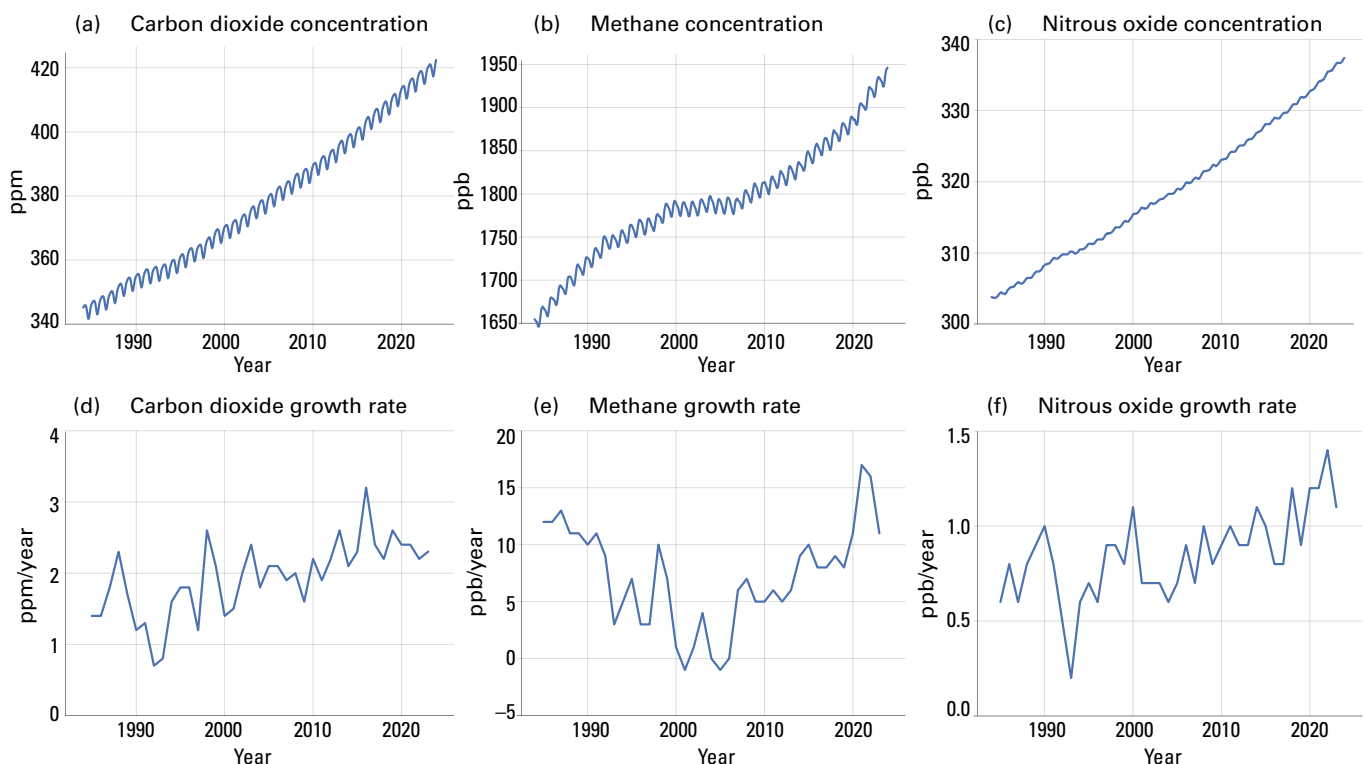 (a) Carbon dioxide concentration
ppm
420
400
380
360
340
1990 2000 2010 2020
Year
(b) Methane concentration
ppb
1950
1900
1850
1800
1750
1700
1650
1990 2000 2010 2020
Year
(c) Nitrous oxide concentration
ppb
340
330
320
310
300
1990 2000 2010 2020
Year
(d) Carbon dioxide growth rate
ppm/year
4
3
2
1
0
1990 2000 2010 2020
Year
(e) Methane growth rate
ppb/year
20
15
10
5
0
–5
1990 2000 2010 2020
Year
(f) Nitrous oxide growth rate
ppb/year
1.5
1.0
0.5
0.0
1990 2000 2010 2020
Year